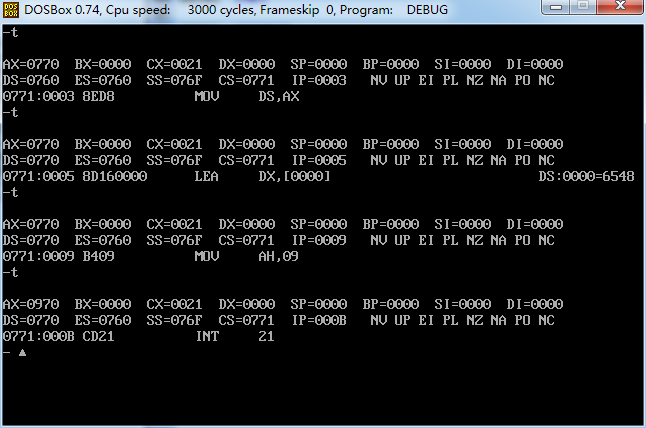 DOSBox 0.74, Cpu speed: 3000 cycles, Frameskip 0, Program: DEBUG
-t
AX=0770 BX=0000 CX=0021 DX=0000 SP=0000 BP=0000 SI=0000 DI=0000
DS=0760 ES=0760 SS=076F CS=0771 IP=0003 NV UP EI PL NZ NA PO NC
0771:0003 8ED8 MOV DS,AX
-t
AX=0770 BX=0000 CX=0021 DX=0000 SP=0000 BP=0000 SI=0000 DI=0000
DS=0770 ES=0760 SS=076F CS=0771 IP=0005 NV UP EI PL NZ NA PO NC
0771:0005 8D160000 LEA DX,[0000] DS:0000=6548
-t
AX=0770 BX=0000 CX=0021 DX=0000 SP=0000 BP=0000 SI=0000 DI=0000
DS=0770 ES=0760 SS=076F CS=0771 IP=0009 NV UP EI PL NZ NA PO NC
0771:0009 B409 MOV AH,09
-t
AX=0970 BX=0000 CX=0021 DX=0000 SP=0000 BP=0000 SI=0000 DI=0000
DS=0770 ES=0760 SS=076F CS=0771 IP=000B NV UP EI PL NZ NA PO NC
0771:000B CD21 INT 21
- ▲